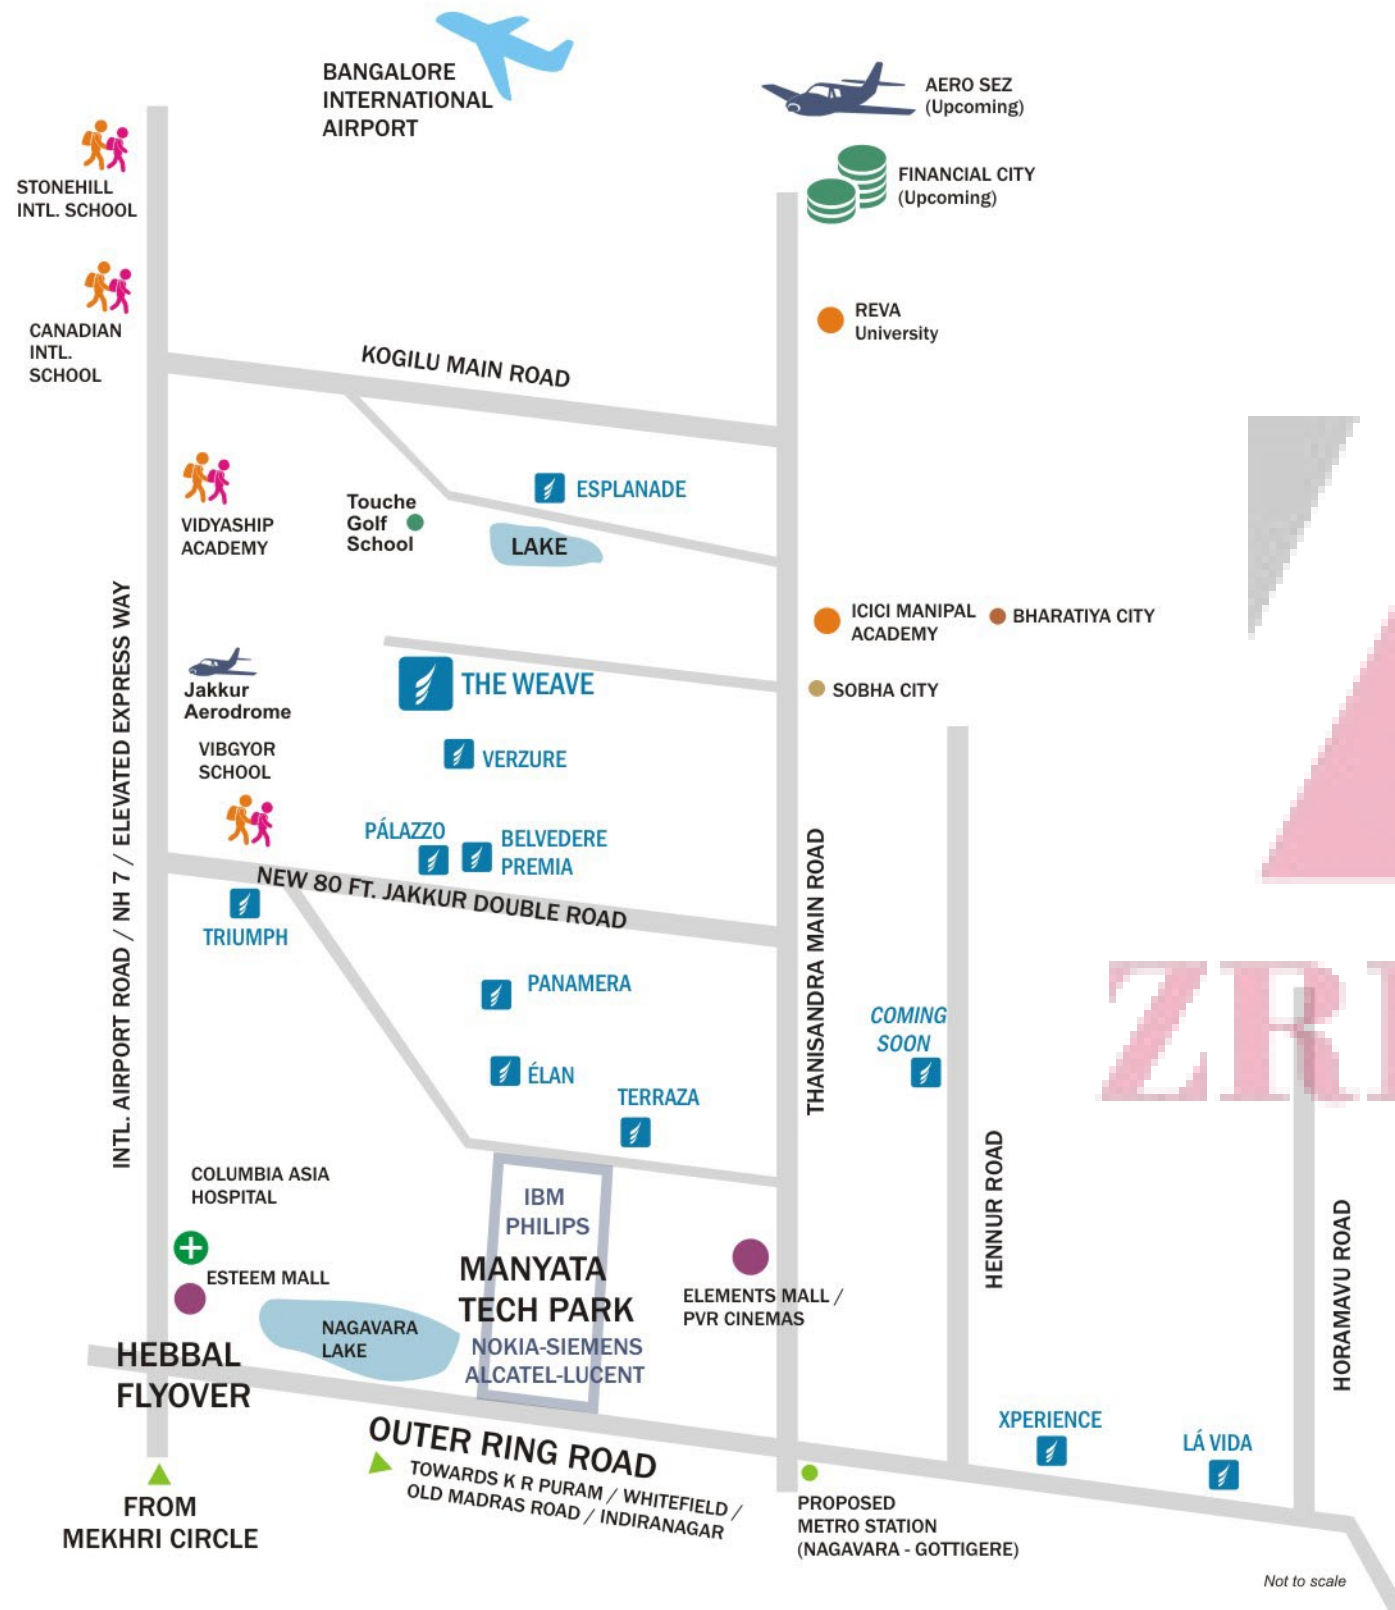 BANGALORE
INTERNATIONAL
AIRPORT
AERO SEZ
(Upcoming)
FINANCIAL CITY
(Upcoming)
STONEHILL
INTL. SCHOOL
CANADIAN
INTL.
SCHOOL
REVA
University
KOGILU MAIN ROAD
VIDYASHIP
ACADEMY
Touche
Golf
School
ESPLANADE
LAKE
ICICI MANIPAL
ACADEMY
BHARATIYA CITY
SOBHA CITY
INTL. AIRPORT ROAD / NH 7 / ELEVATED EXPRESS WAY
Jakkur
Aerodrome
THE WEAVE
VIBGYOR
SCHOOL
VERZURE
PÁLAZZO
BELVEDERE
PREMIA
NEW 80 FT. JAKKUR DOUBLE ROAD
TRIUMPH
THANISANDRA MAIN ROAD
PANAMERA
COMING
SOON
ÉLAN
TERRAZA
HENNUR ROAD
HORAMAVU ROAD
COLUMBIA ASIA
HOSPITAL
ESTEEM MALL
IBM
PHILIPS
MANYATA
TECH PARK
NOKIA-SIEMENS
ALCATEL-LUCENT
ELEMENTS MALL /
PVR CINEMAS
NAGAVARA
LAKE
HEBBAL
FLYOVER
OUTER RING ROAD
TOWARDS K R PURAM / WHITEFIELD /
OLD MADRAS ROAD / INDIRANAGAR
XPERIENCE
LÁ VIDA
FROM
MEKHRI CIRCLE
PROPOSED
METRO STATION
(NAGAVARA - GOTTIGERE)
Not to scale